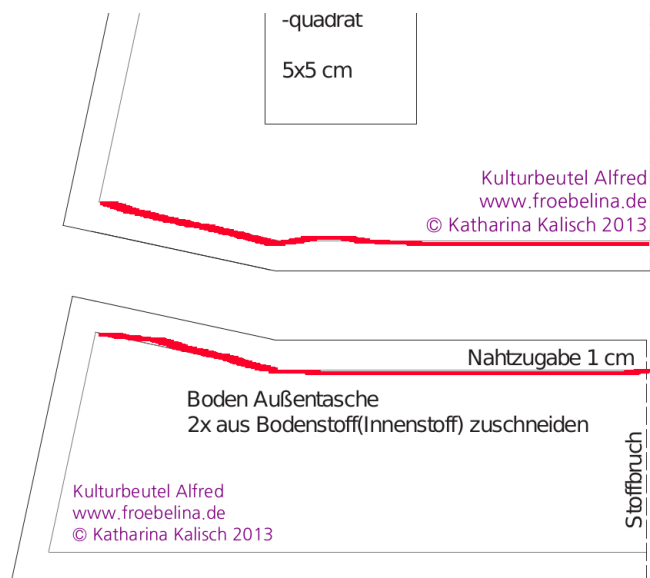 -quadrat
5x5 cm
Kulturbeutel Alfred
www.froebelina.de
© Katharina Kalisch 2013
Nahtzugabe 1 cm
Boden Außentasche
2x aus Bodenstoff(Innenstoff) zuschneiden
Stoffbruch
Kulturbeutel Alfred
www.froebelina.de
© Katharina Kalisch 2013